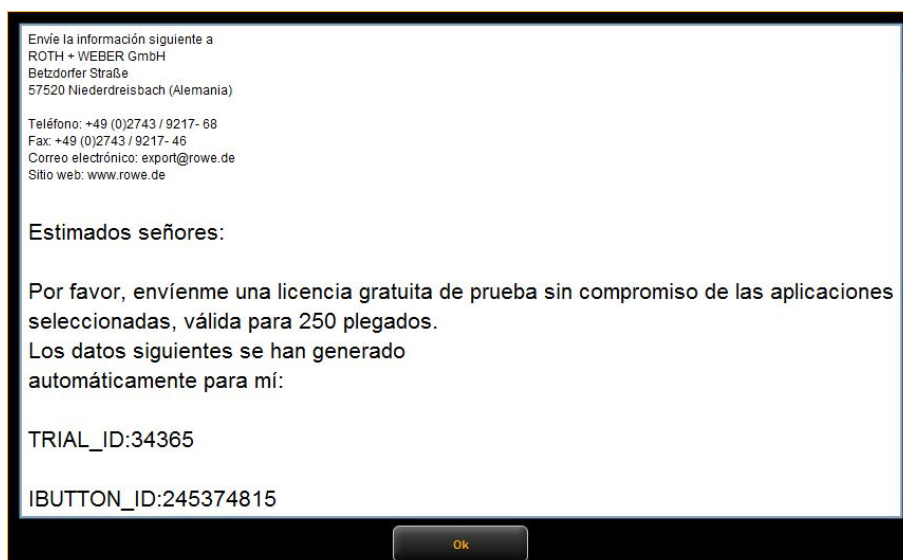 Envíe la información siguiente a
ROTH + WEBER GmbH
Betzdorfer Straße
57520 Niederdreisbach (Alemania)
Teléfono: +49 (0)2743 / 9217- 68
Fax: +49 (0)2743 / 9217- 46
Correo electrónico: export@rowe.de
Sitio web: www.rowe.de
Estimados señores:
Por favor, envíenme una licencia gratuita de prueba sin compromiso de las aplicaciones
seleccionadas, válida para 250 plegados.
Los datos siguientes se han generado
automáticamente para mí:
TRIAL_ID:34365
IBUTTON_ID:245374815
Ok